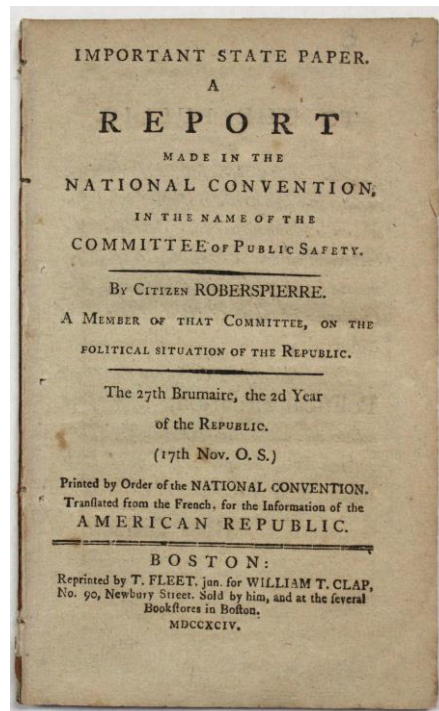 IMPORTANT STATE PAPER.
A
REPORT
MADE IN THE
NATIONAL CONVENTION,
IN THE NAME OF THE
COMMITTEE OF PUBLIC SAFETY.
BY CITIZEN ROBERSPIERRE.
A MEMBER OF THAT COMMITTEE, ON THE
POLITICAL SITUATION OF THE REPUBLIC.
The 27th Brumaire, the 2d Year
of the REPUBLIC.
(17th Nov. O. S.)
Printed by Order of the NATIONAL CONVENTION.
Tranſlated from the French, for the Information of the
AMERICAN REPUBLIC.
BOSTON:
Reprinted by T. FLEET, jun. for WILLIAM T. CLAP,
No. 90, Newbury Street. Sold by him, and at the ſeveral
Bookſtores in Boſton.
MDCCXCIV.